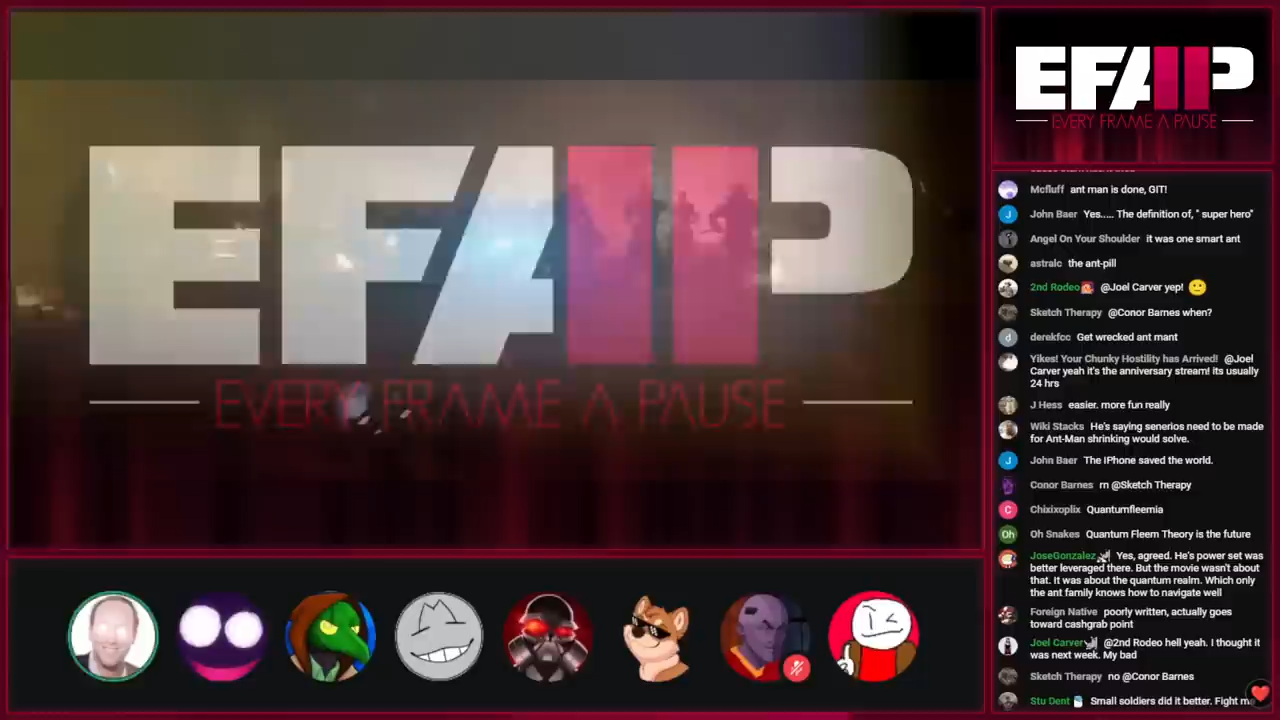 EFAP
EVERY FRAME A PAUSE
EFAP
EVERY FRAME A PAUSE
Mcfluff ant man is done, GIT!
John Baer Yes..... The definition of, " super hero"
Angel On Your Shoulder it was one smart ant
astralc the ant-pill
2nd Rodeo @Joel Carver yep!
Sketch Therapy @Conor Barnes when?
derekfcc Get wrecked ant mant
Yikes! Your Chunky Hostility has Arrived! @Joel
Carver yeah it's the anniversary stream! its usually
24 hrs
J Hess easier. more fun really
Wiki Stacks He's saying senerios need to be made
for Ant-Man shrinking would solve.
John Baer The IPhone saved the world.
Conor Barnes rn @Sketch Therapy
Chixixoplix Quantumfleemia
Oh Snakes Quantum Fleem Theory is the future
JoseGonzalez Yes, agreed. He's power set was
better leveraged there. But the movie wasn't about
that. It was about the quantum realm. Which only
the ant family knows how to navigate well
Foreign Native poorly written, actually goes
toward cashgrab point
Joel Carver @2nd Rodeo hell yeah. I thought it
was next week. My bad
Sketch Therapy no @Conor Barnes
Stu Dent Small soldiers did it better. Fight